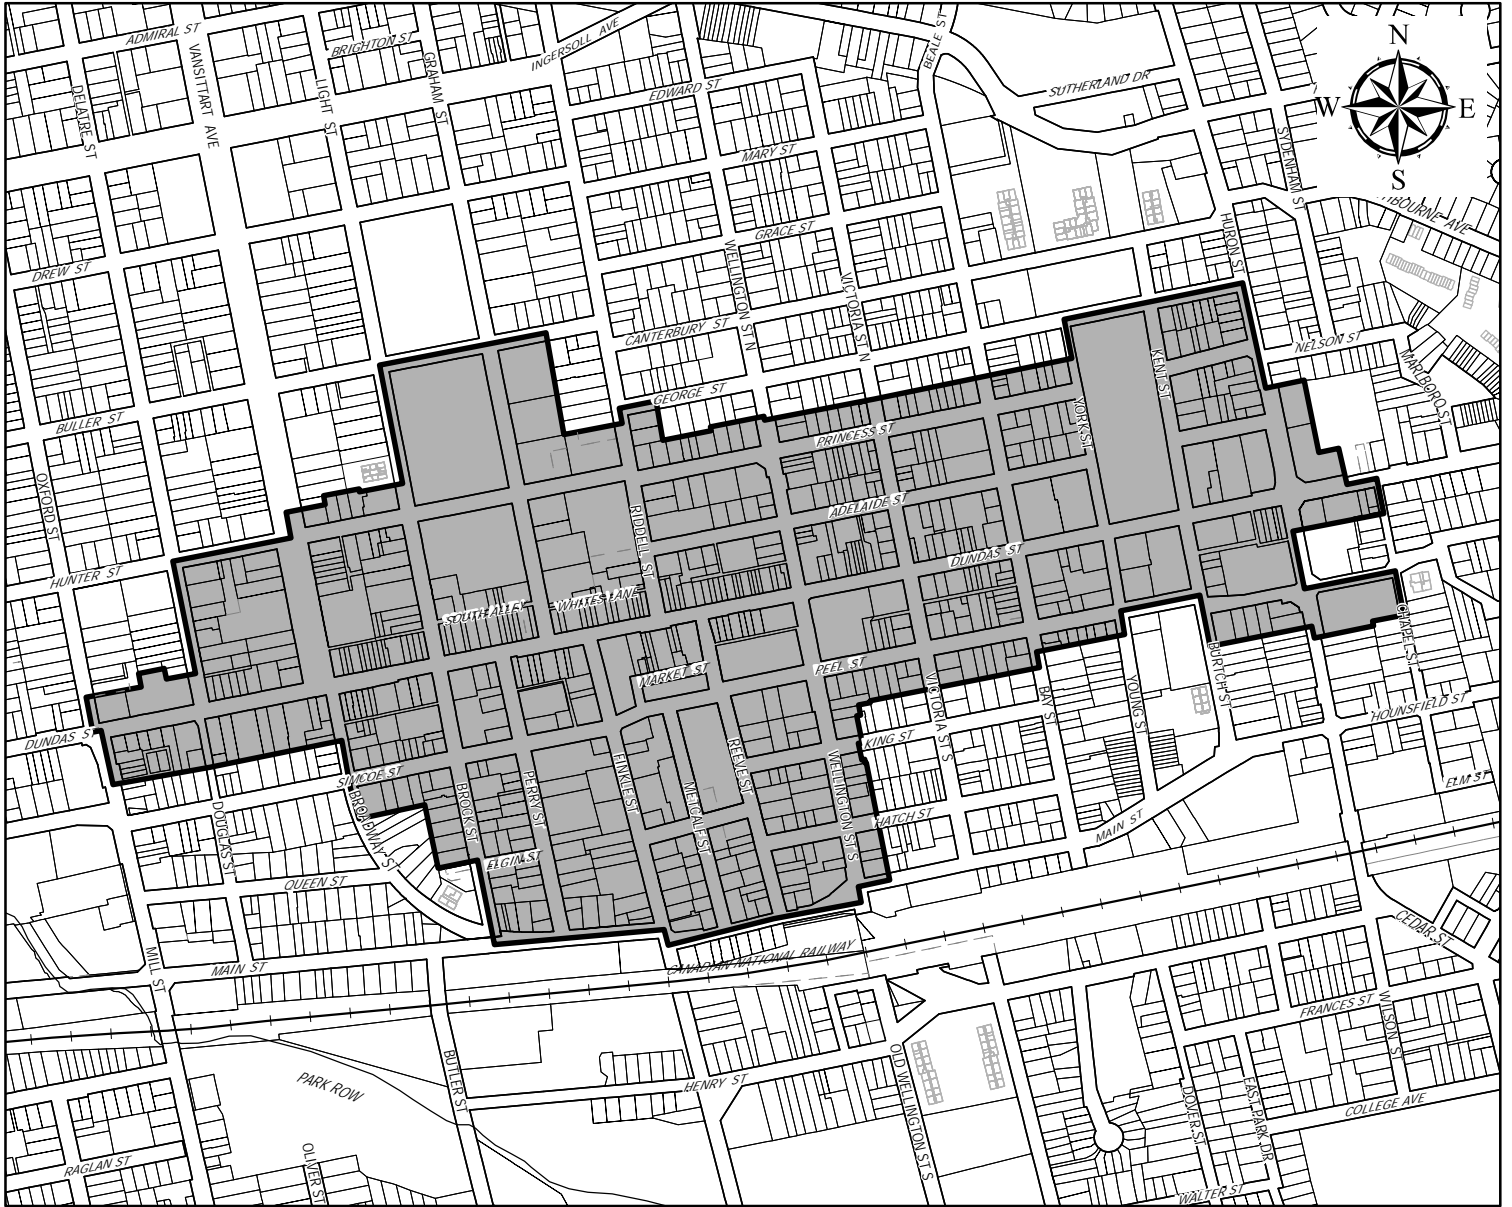 ADMIRAL ST
VANSITTART AVE
BRIGHTON ST
INGERSOLL AVE
BEALE ST
N
DELATRE ST
LIGHT ST
GRAHAM ST
EDWARD ST
SUTHERLAND DR
W
E
MARY ST
SYDENHAM ST
S
GRACE ST
HURON ST
DREW ST
WELLINGTON ST N
VICTORIA ST N
CANTERBURY ST
NELSON ST
KENT ST
MARLBORO ST
GEORGE ST
BULLER ST
YORK ST
PRINCESS ST
OXFORD ST
RIDDELL ST
ADELAIDE ST
DUNDAS ST
HUNTER ST
SOUTH ALLEY
WHITES LANE
CHAPEL ST
MARKET ST
PEEL ST
BURTCH ST
VICTORIA ST S
BAY ST
YOUNG ST
HOUNSFIELD ST
DUNDAS ST
KING ST
REEVE ST
WELLINGTON ST S
FINKLE ST
SIMCOE ST
BROADWAY ST
BROCK ST
PERRY ST
METCALF ST
ELM ST
DOUGLAS ST
HATCH ST
MAIN ST
ELGIN ST
QUEEN ST
CEDAR ST
MILL ST
MAIN ST
CANADIAN NATIONAL RAILWAY
FRANCES ST
WILSON ST
BUTLER ST
OLD WELLINGTON ST S
PARK ROW
HENRY ST
DOVER ST
EAST PARK DR
COLLEGE AVE
RAGLAN ST
OLIVER ST
WALTER ST